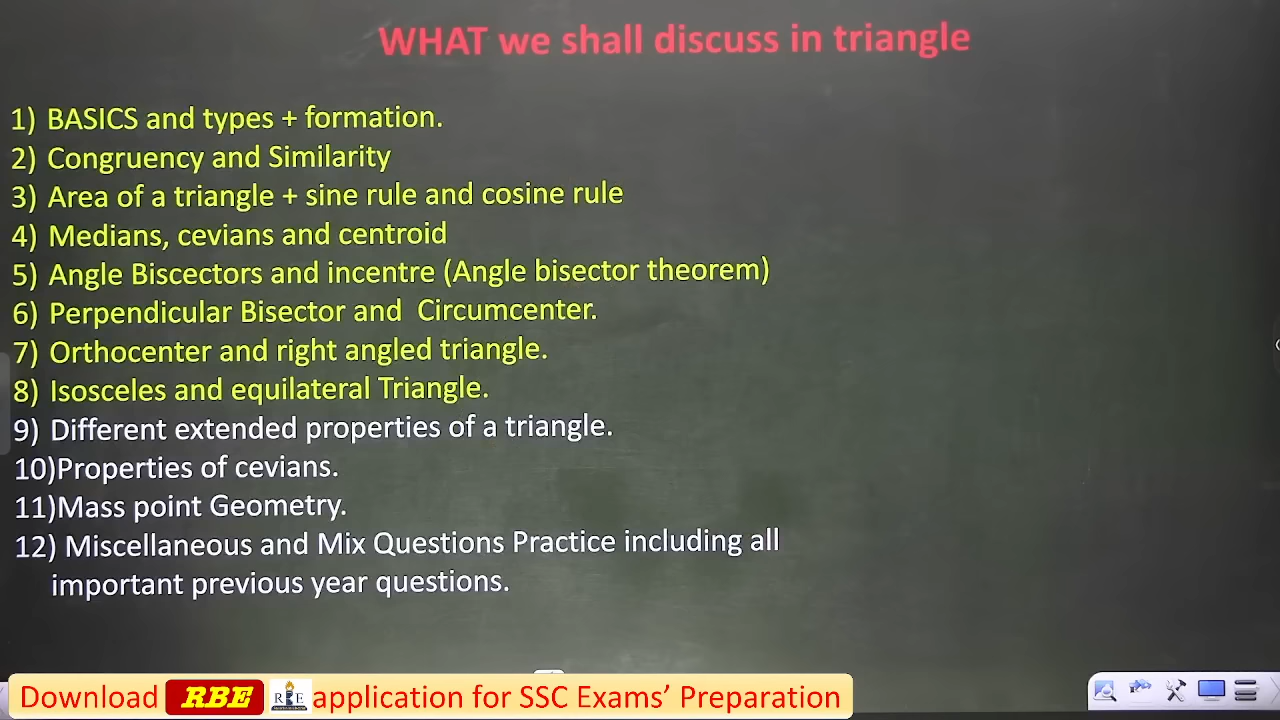 WHAT we shall discuss in triangle
1) BASICS and types + formation.
2) Congruency and Similarity
3) Area of a triangle + sine rule and cosine rule
4) Medians, cevians and centroid
5) Angle Biscectors and incentre (Angle bisector theorem)
6) Perpendicular Bisector and Circumcenter.
7) Orthocenter and right angled triangle.
8) Isosceles and equilateral Triangle.
9) Different extended properties of a triangle.
10)Properties of cevians.
11)Mass point Geometry.
12) Miscellaneous and Mix Questions Practice including all
important previous year questions.
Download RBE RBE application for SSC Exams' Preparation